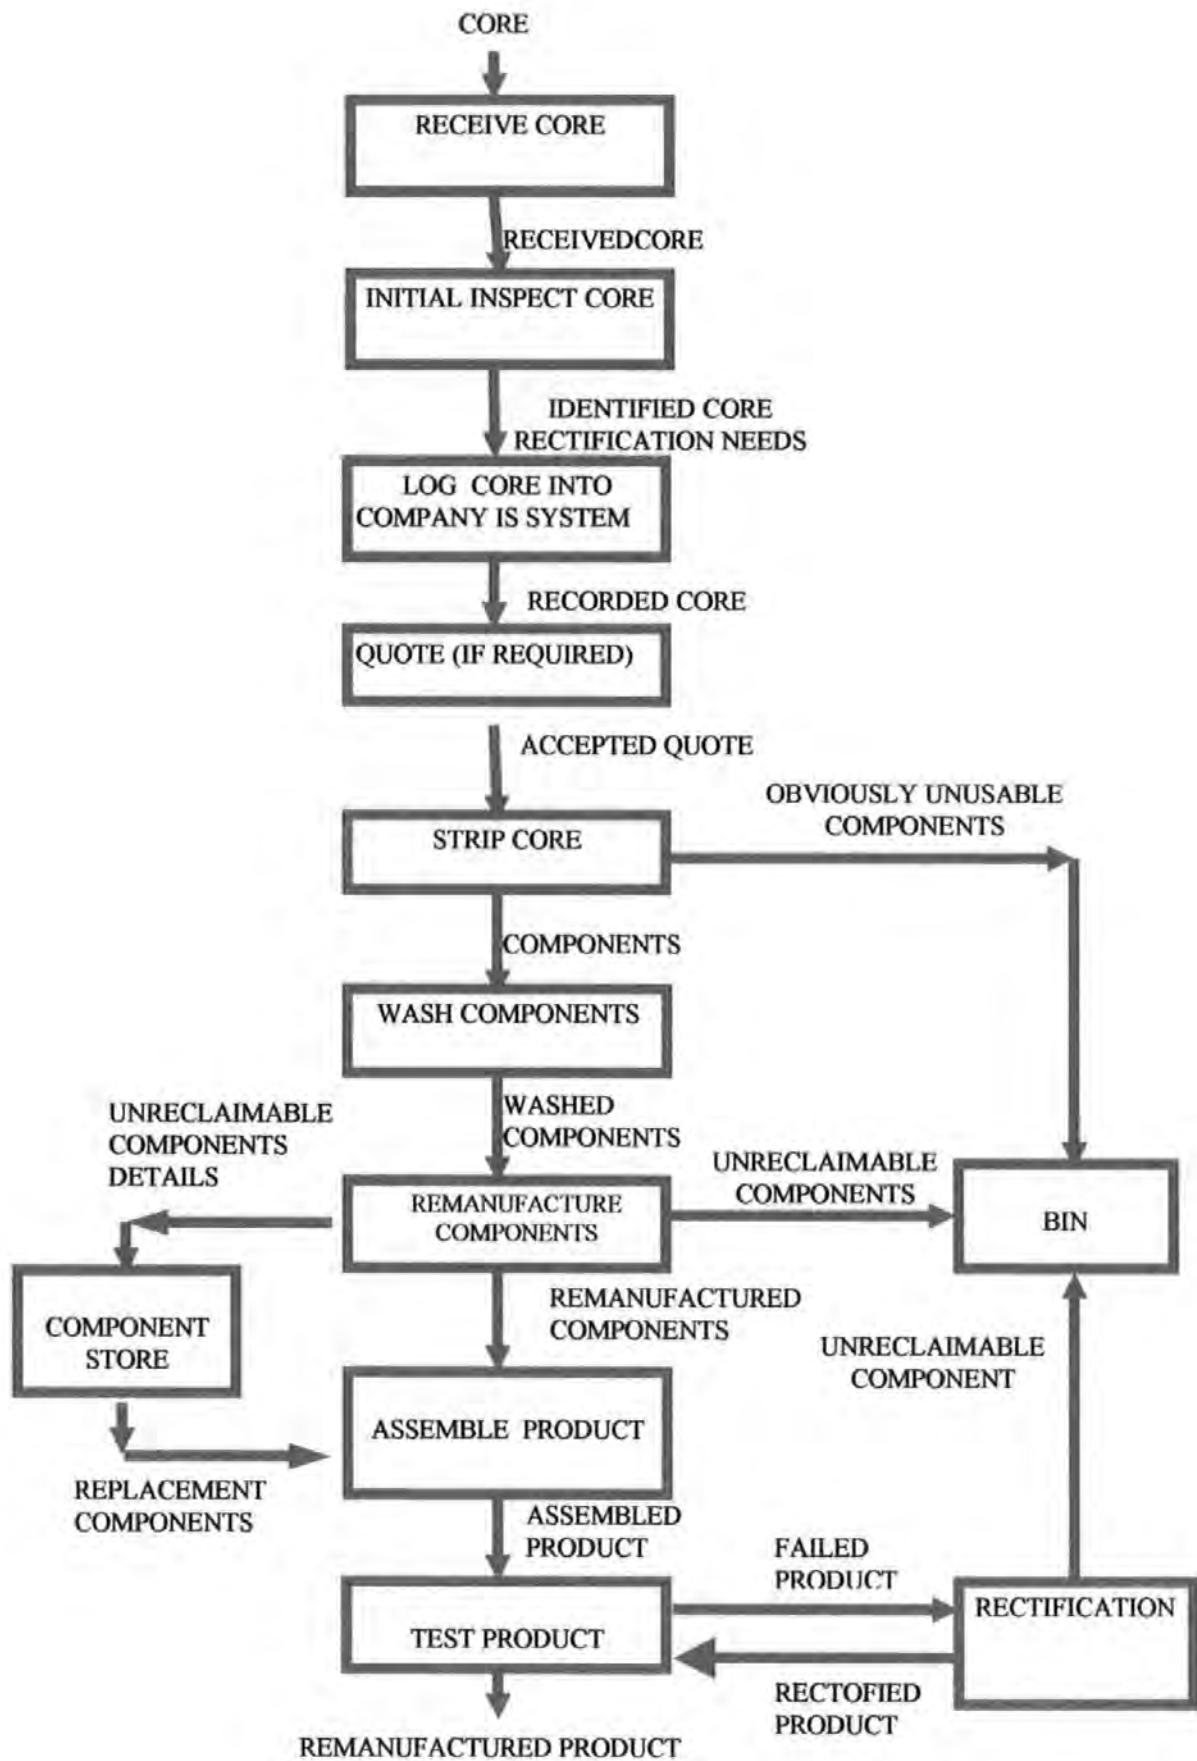 CORE
RECEIVE CORE
RECEIVEDCORE
INITIAL INSPECT CORE
IDENTIFIED CORE
RECTIFICATION NEEDS
LOG CORE INTO
COMPANY IS SYSTEM
RECORDED CORE
QUOTE (IF REQUIRED)
ACCEPTED QUOTE
OBVIOUSLY UNUSABLE
COMPONENTS
STRIP CORE
COMPONENTS
WASH COMPONENTS
WASHED
COMPONENTS
UNRECLAIMABLE
COMPONENTS
DETAILS
UNRECLAIMABLE
COMPONENTS
REMANUFACTURE
COMPONENTS
BIN
REMANUFACTURED
COMPONENTS
COMPONENT
STORE
UNRECLAIMABLE
COMPONENT
ASSEMBLE PRODUCT
REPLACEMENT
COMPONENTS
ASSEMBLED
PRODUCT
FAILED
PRODUCT
RECTIFICATION
TEST PRODUCT
RECTOFIED
PRODUCT
REMANUFACTURED PRODUCT